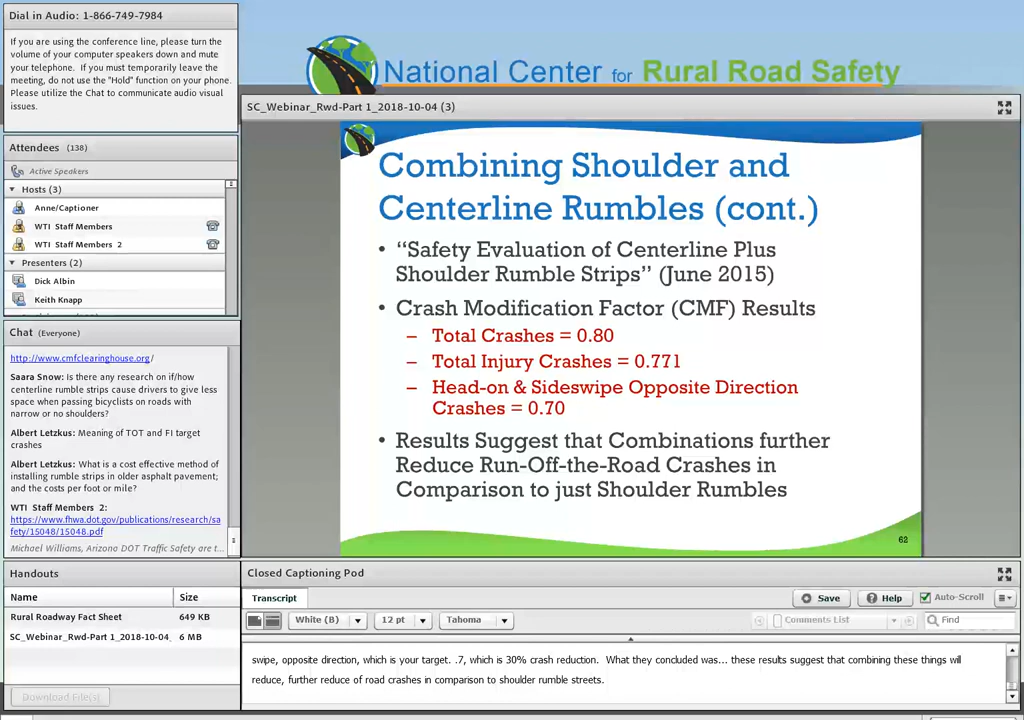 Dial in Audio: 1-866-749-7984
If you are using the conference line, please turn the
volume of your computer speakers down and mute
your telephone. If you must temporarily leave the
meeting, do not use the "Hold" function on your phone.
Please utilize the Chat to communicate audio visual
issues.
National Center for Rural Road Safety
Attendees (138)
Active Speakers
Hosts (3)
Anne/Captioner
WTI Staff Members
WTI Staff Members 2
Presenters (2)
Dick Albin
Keith Knapp
Chat (Everyone)
http://www.cmfclearinghouse.org/
Saara Snow: Is there any research on if/how
centerline rumble strips cause drivers to give less
space when passing bicyclists on roads with
narrow or no shoulders?
Albert Letzkus: Meaning of TOT and FI target
crashes
Albert Letzkus: What is a cost effective method of
installing rumble strips in older asphalt pavement;
and the costs per foot or mile?
WTI Staff Members 2:
https://www.fhwa.dot.gov/publications/research/sa
fety/15048/15048.pdf
Michael Williams, Arizona DOT Traffic Safety are t...
SC_Webinar_Rwd-Part 1_2018-10-04 (3)
Combining Shoulder and
Centerline Rumbles (cont.)
• “Safety Evaluation of Centerline Plus
Shoulder Rumble Strips” (June 2015)
• Crash Modification Factor (CMF) Results
– Total Crashes = 0.80
– Total Injury Crashes = 0.771
– Head-on & Sideswipe Opposite Direction
Crashes = 0.70
• Results Suggest that Combinations further
Reduce Run-Off-the-Road Crashes in
Comparison to just Shoulder Rumbles
62
Handouts
Name Size
Rural Roadway Fact Sheet 649 KB
SC_Webinar_Rwd-Part 1_2018-10-04 6 MB
Download File(s)
Closed Captioning Pod
Transcript Save Help Auto-Scroll
White (B) 12 pt Tahoma Comments List Find
swipe, opposite direction, which is your target. .7, which is 30% crash reduction. What they concluded was... these results suggest that combining these things will
reduce, further reduce of road crashes in comparison to shoulder rumble streets.